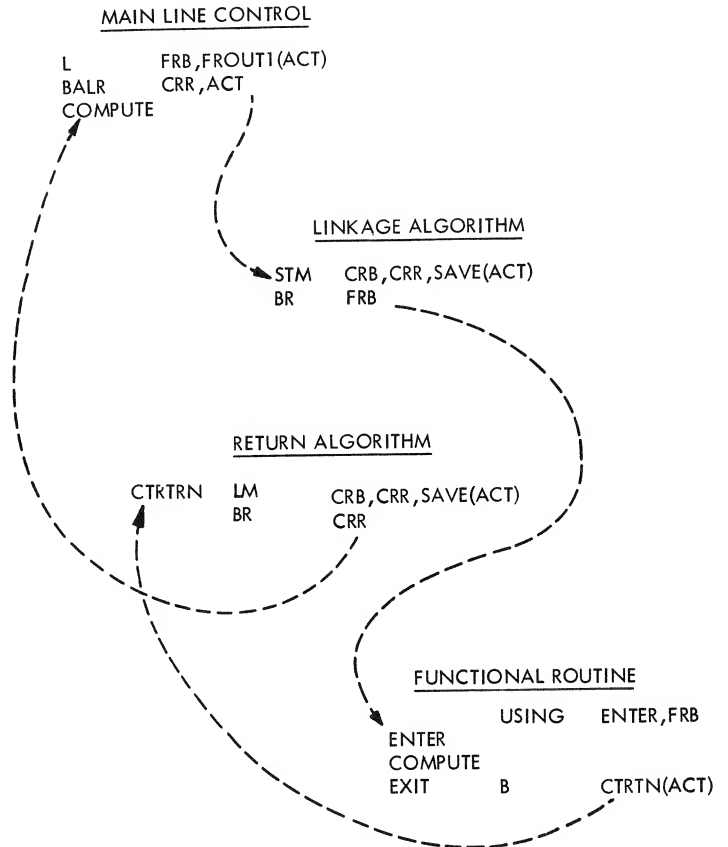 MAIN LINE CONTROL
L FRB,FROUT1(ACT)
BALR CRR,ACT
COMPUTE
LINKAGE ALGORITHM
STM CRB,CRR,SAVE(ACT)
BR FRB
RETURN ALGORITHM
CTRTRN LM CRB,CRR,SAVE(ACT)
BR CRR
FUNCTIONAL ROUTINE
USING ENTER,FRB
ENTER
COMPUTE
EXIT B CTRTN(ACT)